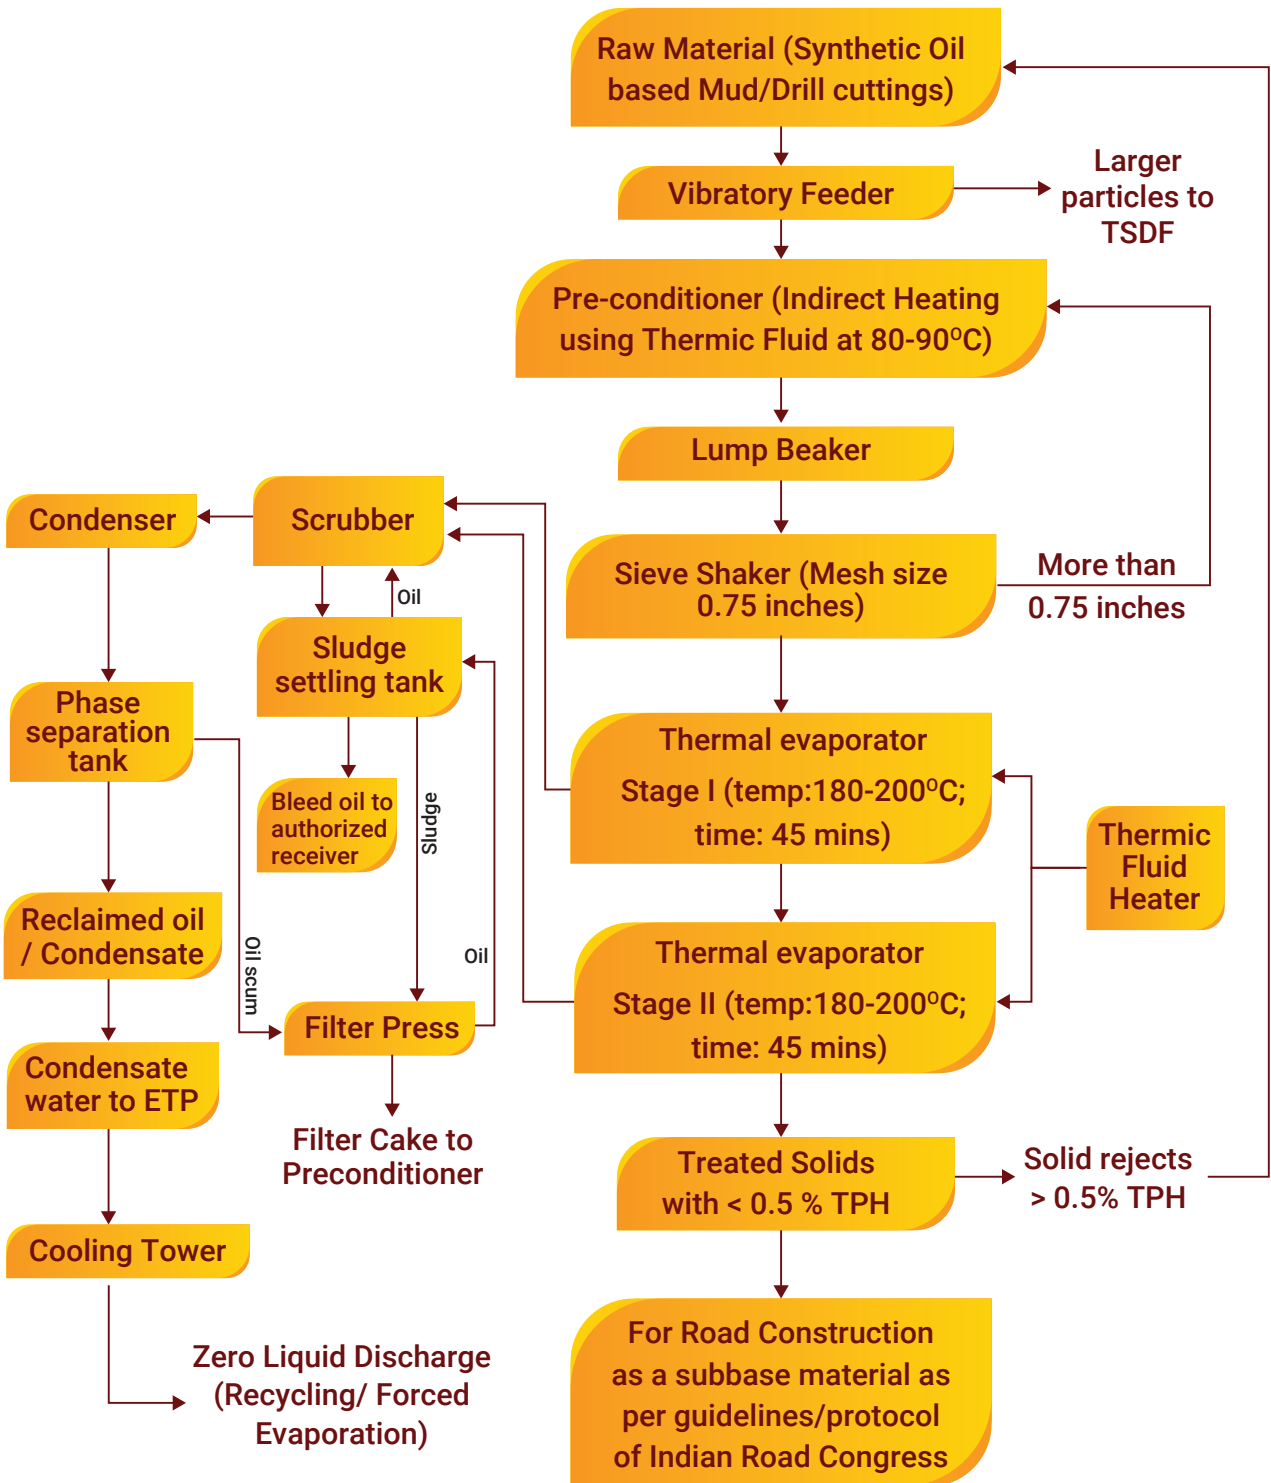 Raw Material (Synthetic Oil
based Mud/Drill cuttings)
Vibratory Feeder
Larger
particles to
TSDF
Pre-conditioner (Indirect Heating
using Thermic Fluid at 80-90⁰C)
Lump Beaker
Sieve Shaker (Mesh size
0.75 inches)
More than
0.75 inches
Thermal evaporator
Stage I (temp:180-200⁰C;
time: 45 mins)
Thermic
Fluid
Heater
Thermal evaporator
Stage II (temp:180-200⁰C;
time: 45 mins)
Treated Solids
with < 0.5 % TPH
Solid rejects
> 0.5% TPH
For Road Construction
as a subbase material as
per guidelines/protocol
of Indian Road Congress
Scrubber
Condenser
Oil
Sludge
settling tank
Bleed oil to
authorized
receiver
Sludge
Oil
Phase
separation
tank
Oil scum
Filter Press
Filter Cake to
Preconditioner
Reclaimed oil
/ Condensate
Condensate
water to ETP
Cooling Tower
Zero Liquid Discharge
(Recycling/ Forced
Evaporation)